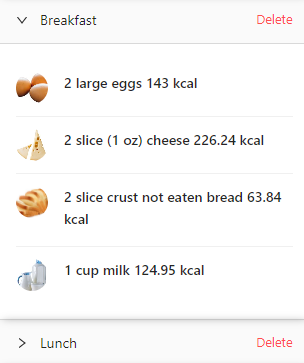 Breakfast Delete
2 large eggs 143 kcal
2 slice (1 oz) cheese 226.24 kcal
2 slice crust not eaten bread 63.84
kcal
1 cup milk 124.95 kcal
Lunch Delete